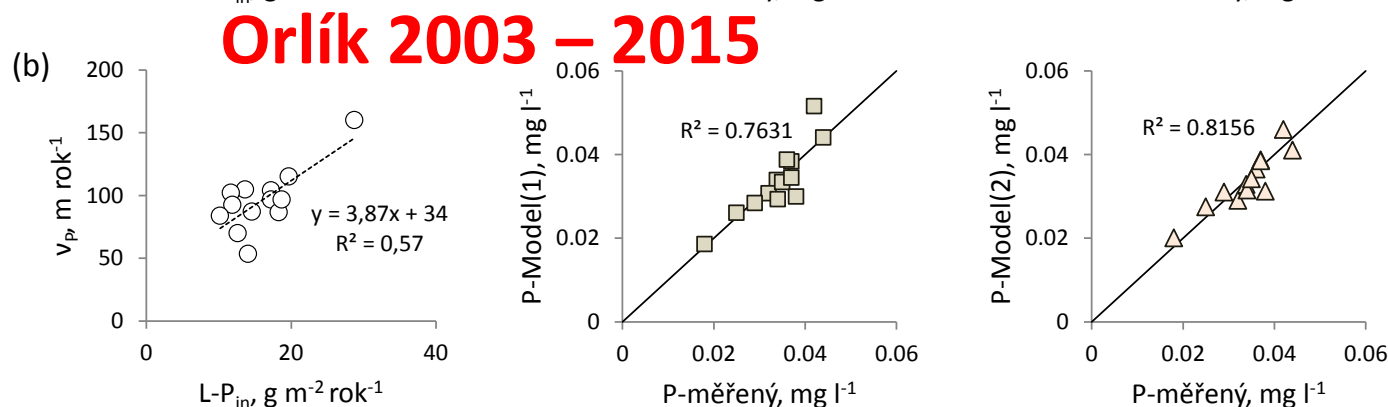 Orlík 2003 – 2015
(b)
200
150
100
50
0
v_P, m rok⁻¹
y = 3,87x + 34
R² = 0,57
0
20
40
L-P_in, g m⁻² rok⁻¹
0.06
0.04
0.02
0
P-Model(1), mg l⁻¹
R² = 0.7631
0
0.02
0.04
0.06
P-měřený, mg l⁻¹
0.06
0.04
0.02
0
P-Model(2), mg l⁻¹
R² = 0.8156
0
0.02
0.04
0.06
P-měřený, mg l⁻¹